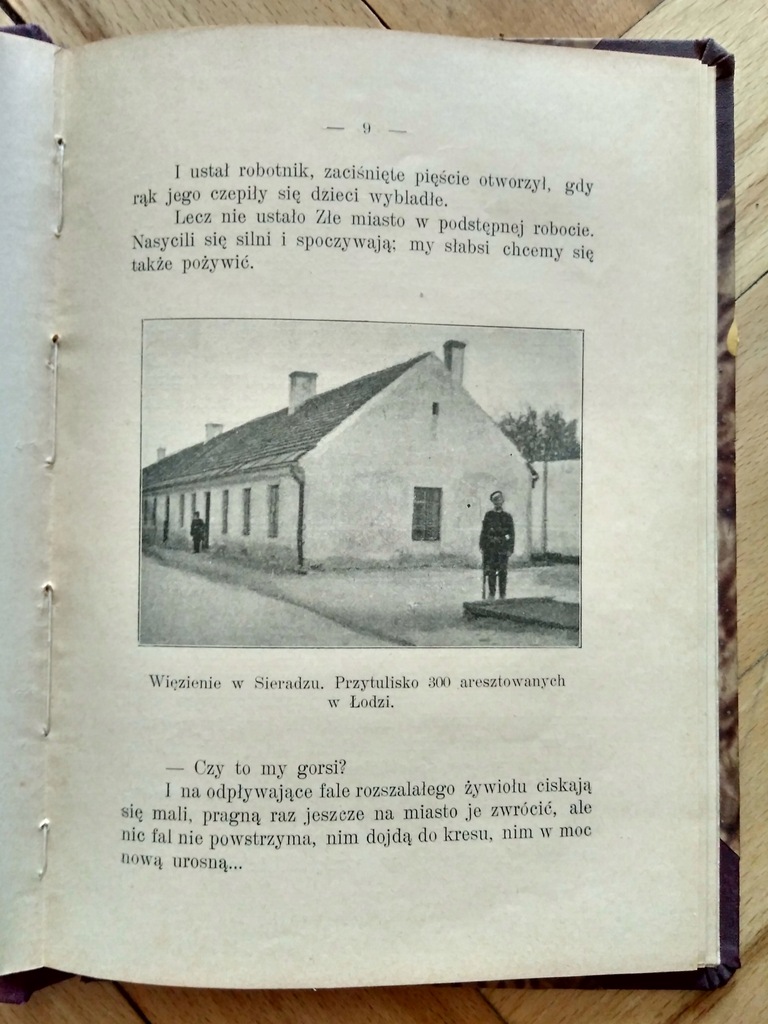 — 9 —
I ustał robotnik, zaciśnięte pięście otworzył, gdy
rąk jego czepiły się dzieci wybladłe.
Lecz nie ustało Złe miasto w podstępnej robocie.
Nasycili się silni i spoczywają; my słabsi chcemy się
także pożywić.
Więzienie w Sieradzu. Przytulisko 300 aresztowanych
w Łodzi.
— Czy to my gorsi?
I na odpływające fale rozszalałego żywiołu ciskają
się mali, pragną raz jeszcze na miasto je zwrócić, ale
nic fal nie powstrzyma, nim dojdą do kresu, nim w moc
nową urosną...